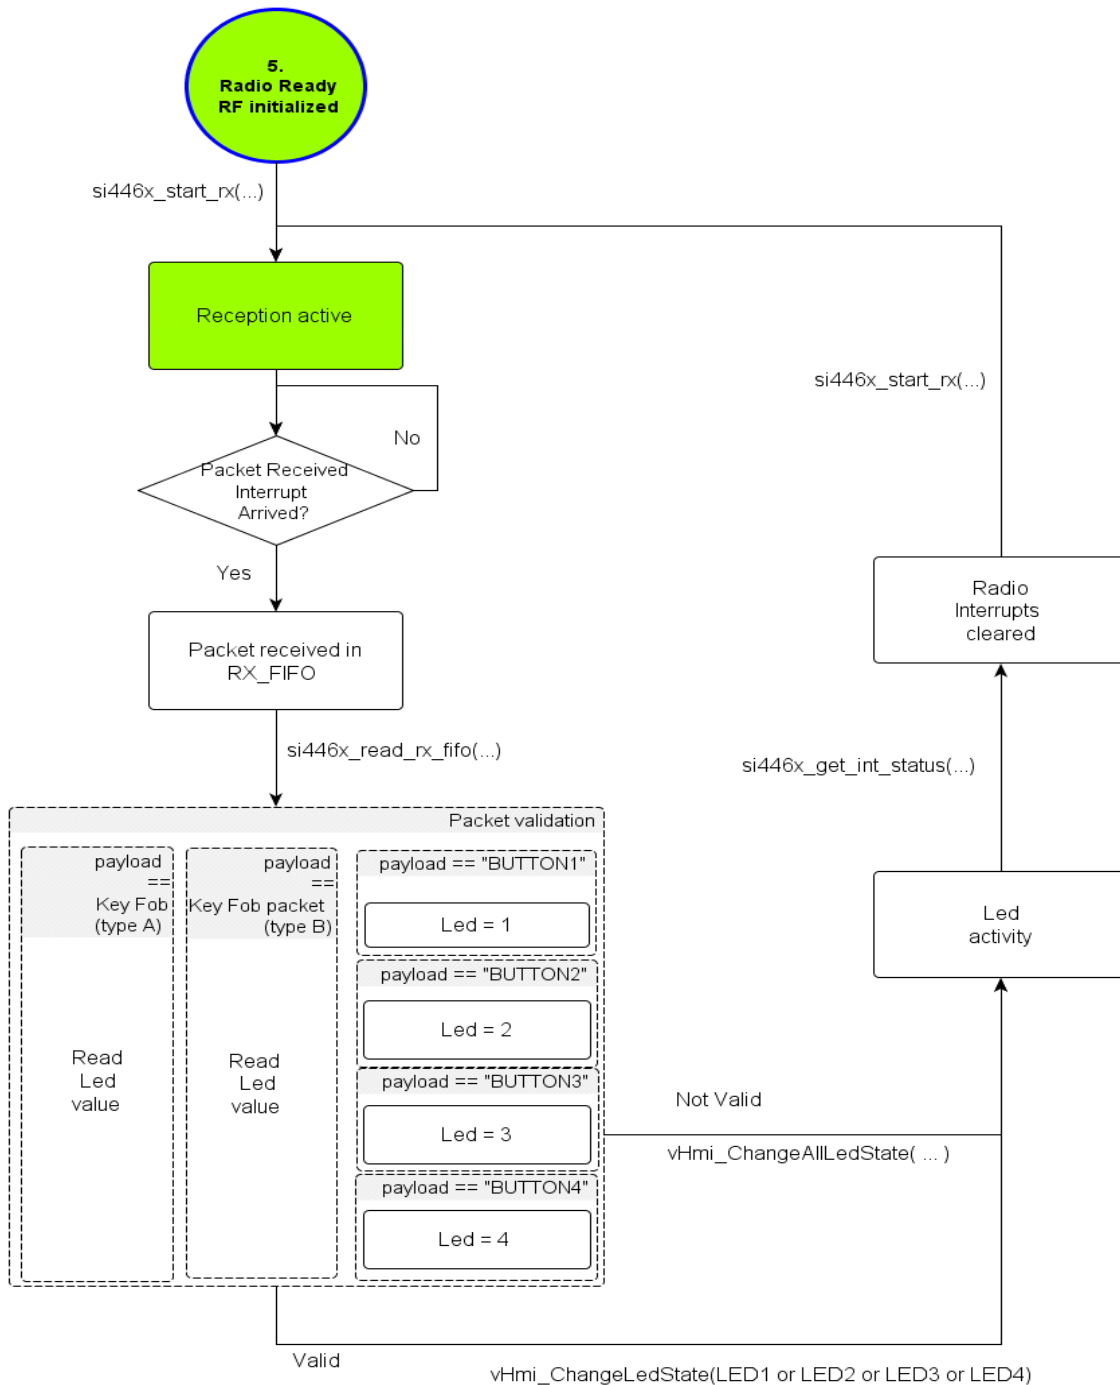 5.
Radio Ready
RF initialized
si446x_start_rx(...)
Reception active
No
Packet Received
Interrupt
Arrived?
Yes
Packet received in
RX_FIFO
si446x_read_rx_fifo(...)
Packet validation
payload
==
Key Fob
(type A)
Read
Led
value
payload
==
Key Fob packet
(type B)
Read
Led
value
payload == "BUTTON1"
Led = 1
payload == "BUTTON2"
Led = 2
payload == "BUTTON3"
Led = 3
payload == "BUTTON4"
Led = 4
Not Valid
vHmi_ChangeAllLedState( ... )
Valid
vHmi_ChangeLedState(LED1 or LED2 or LED3 or LED4)
Led
activity
si446x_get_int_status(...)
Radio
Interrupts
cleared
si446x_start_rx(...)